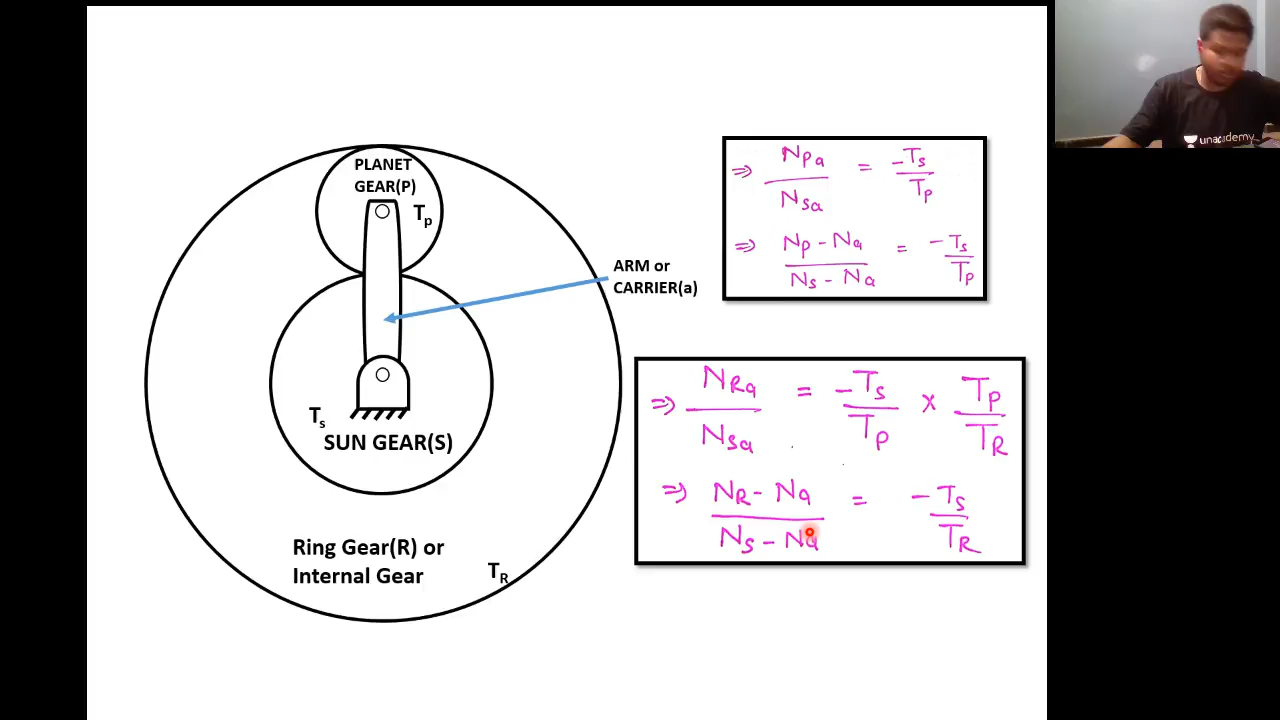 PLANET
GEAR(P)
Tp
ARM or
CARRIER(a)
Ts
SUN GEAR(S)
Ring Gear(R) or
Internal Gear
TR
⇒ NPa / NSa = -Ts / Tp
⇒ Np - Na / Ns - Na = -Ts / Tp
⇒ NRa / NSa = -Ts / Tp × Tp / TR
⇒ NR - Na / Ns - Na = -Ts / TR
unacademy